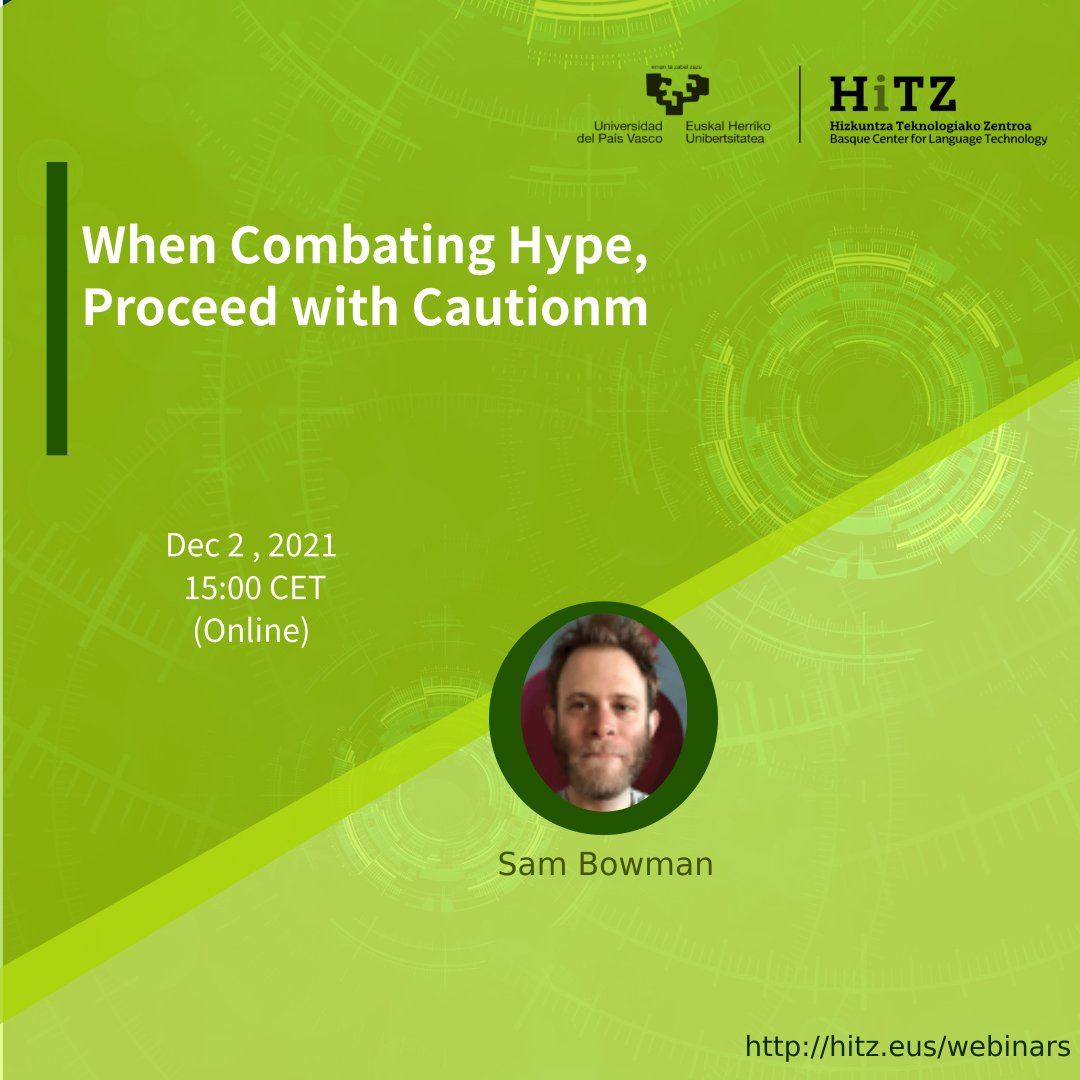 eman ta zabal zazu
Universidad
del País Vasco
Euskal Herriko
Unibertsitatea
HiTZ
Hizkuntza Teknologiako Zentroa
Basque Center for Language Technology
When Combating Hype,
Proceed with Cautionm
Dec 2 , 2021
15:00 CET
(Online)
Sam Bowman
http://hitz.eus/webinars